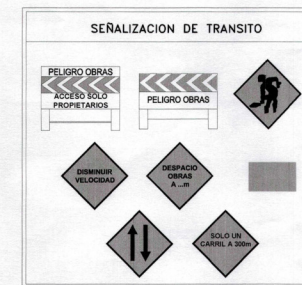 SEÑALIZACION DE TRANSITO
PELIGRO OBRAS
ACCESO SOLO
PROPIETARIOS
PELIGRO OBRAS
DISMINUIR
VELOCIDAD
DESPACIO
OBRAS
A ...m
SOLO UN
CARRIL A 300m